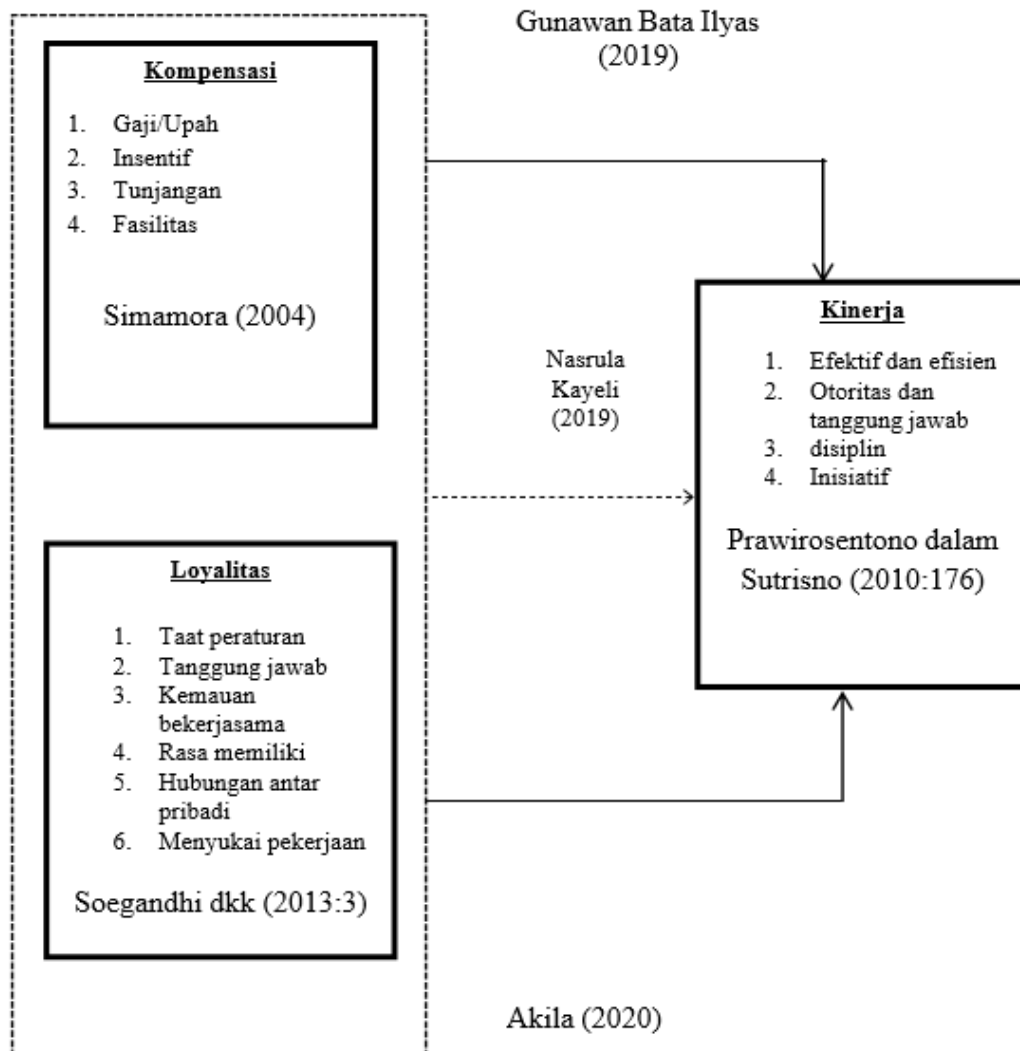 Gunawan Bata Ilyas
(2019)
Kompensasi
1. Gaji/Upah
2. Insentif
3. Tunjangan
4. Fasilitas
Simamora (2004)
Nasrula
Kayeli
(2019)
Kinerja
1. Efektif dan efisien
2. Otoritas dan
tanggung jawab
3. disiplin
4. Inisiatif
Prawirosentono dalam
Sutrisno (2010:176)
Loyalitas
1. Taat peraturan
2. Tanggung jawab
3. Kemauan
bekerjasama
4. Rasa memiliki
5. Hubungan antar
pribadi
6. Menyukai pekerjaan
Soegandhi dkk (2013:3)
Akila (2020)